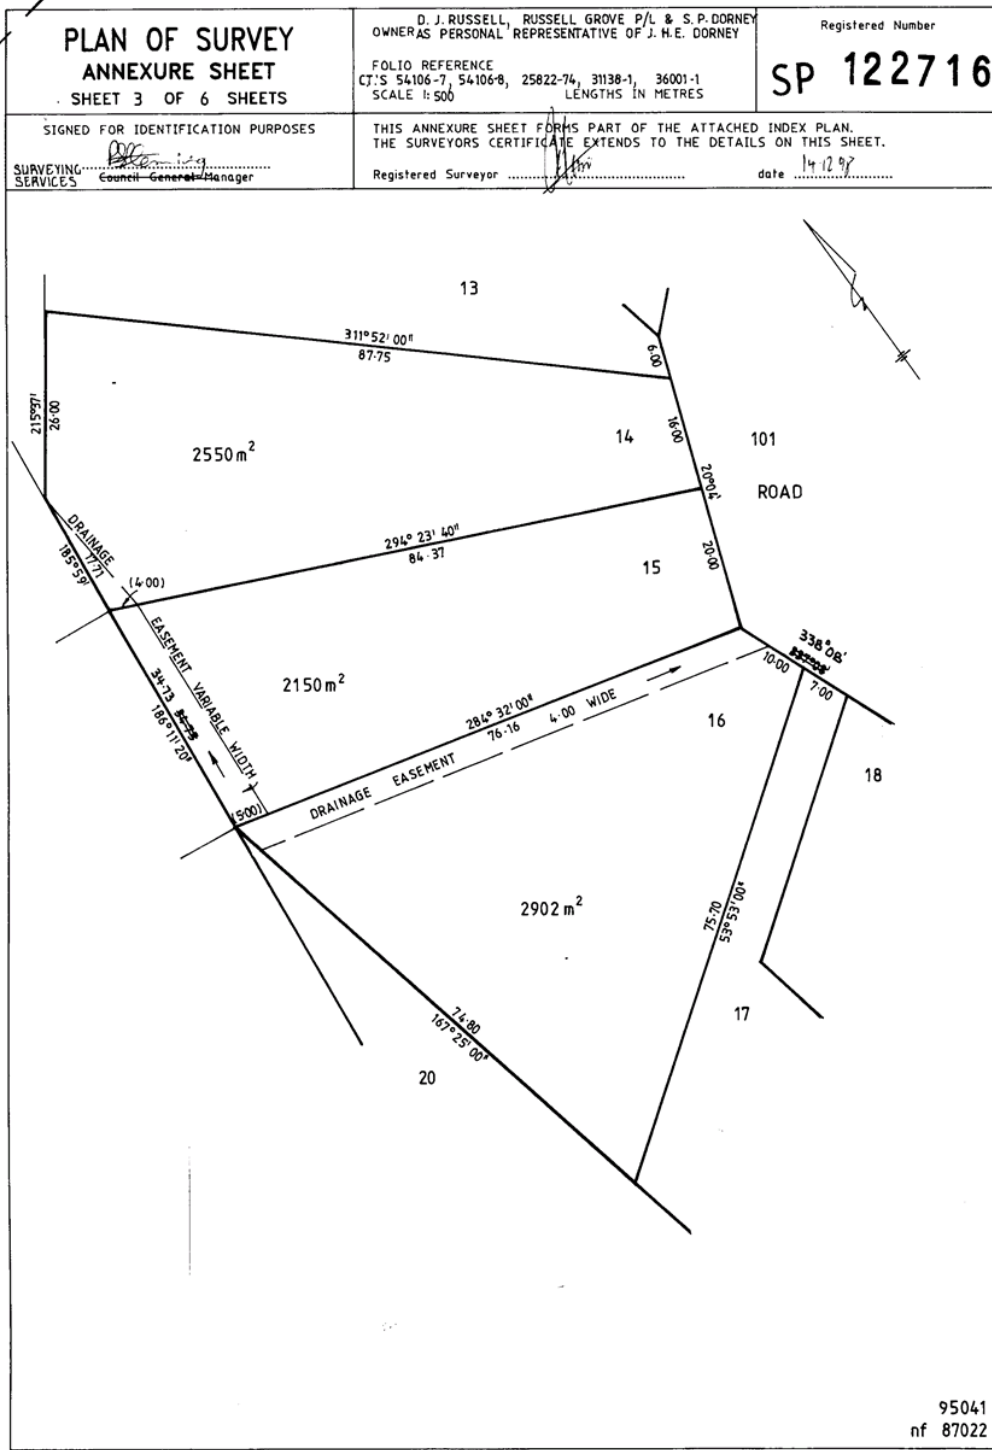 PLAN OF SURVEY
ANNEXURE SHEET
SHEET 3 OF 6 SHEETS
OWNER D. J. RUSSELL, RUSSELL GROVE P/L & S. P. DORNEY
AS PERSONAL REPRESENTATIVE OF J. H. E. DORNEY
FOLIO REFERENCE
CT:S 54106-7, 54106-8, 25822-74, 31138-1, 36001-1
SCALE 1: 500 LENGTHS IN METRES
Registered Number
SP 122716
SIGNED FOR IDENTIFICATION PURPOSES
SURVEYING
SERVICES
Council General Manager
THIS ANNEXURE SHEET FORMS PART OF THE ATTACHED INDEX PLAN.
THE SURVEYORS CERTIFICATE EXTENDS TO THE DETAILS ON THIS SHEET.
Registered Surveyor
date 14.12.98
13
311°52'00"
87·75
6·00
215°37'
26·00
2550m²
14
16·00
101
20°04'
ROAD
DRAINAGE
17·71
185°59'
(4·00)
294° 23' 40"
84·37
15
20·00
EASEMENT VARIABLE WIDTH
34·73
186°11'20"
2150m²
338°08'
337°08'
10·00
7·00
284° 32'00"
76·16
4·00 WIDE
16
18
DRAINAGE EASEMENT
(5·00)
2902m²
75·70
53°53'00"
17
74·80
167°25'00"
20
95041
nf 87022